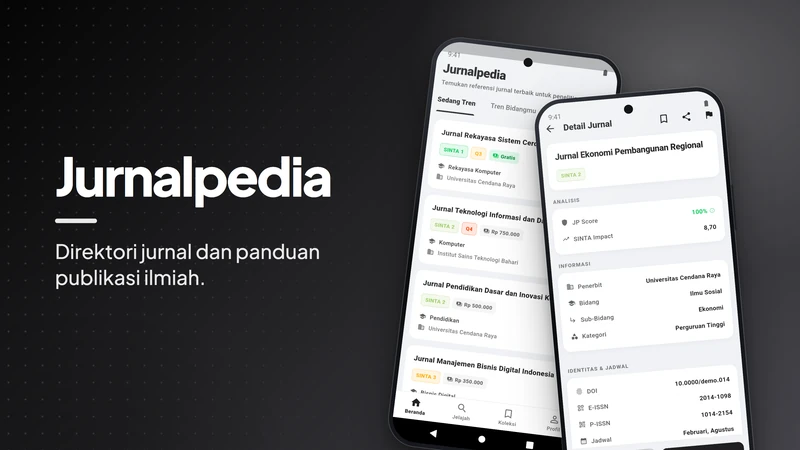 Jurnalpedia
Direktori jurnal dan panduan
publikasi ilmiah.
9:41
Jurnalpedia
Temukan referensi jurnal terbaik untuk
Sedang Tren
Tren Bidangmu
Jurnal Rekayasa Sistem
SINTA 1 Q3 Gratis
Rekayasa Komputer
Universitas Cendana Raya
Jurnal Teknologi Informasi dan
SINTA 2 Q4 Rp 750.000
Komputer
Institut Sains Teknologi Bahari
Jurnal Pendidikan Dasar dan Inovasi
SINTA 2 Rp 500.000
Pendidikan
Universitas Cendana Raya
Jurnal Manajemen Bisnis Digital Indonesia
SINTA 3 Rp 350.000
Bisnis Digital
Beranda
Jelajah
Koleksi
9:41
Detail Jurnal
Jurnal Ekonomi Pembangunan Regional
SINTA 2
ANALISIS
JP Score 100%
SINTA Impact 8,70
INFORMASI
Penerbit Universitas Cendana Raya
Bidang Ilmu Sosial
Sub-Bidang Ekonomi
Kategori Perguruan Tinggi
IDENTITAS & JADWAL
DOI 10.0000/demo.014
E-ISSN 2014-1098
P-ISSN 1014-2154
Jadwal Februari, Agustus